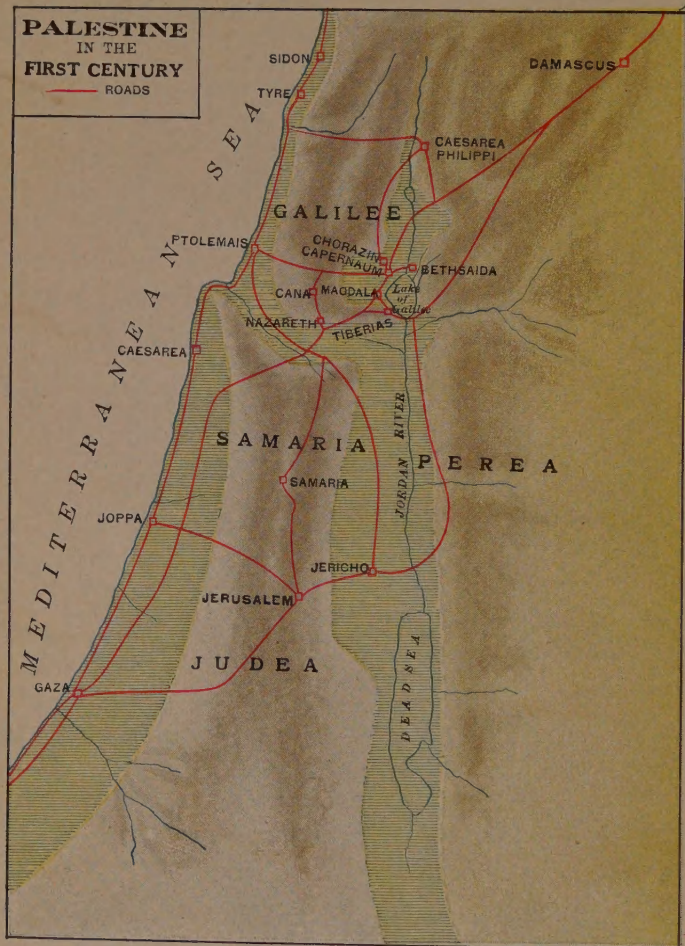 PALESTINE
IN THE
FIRST CENTURY
ROADS
SIDON
DAMASCUS
TYRE
CAESAREA
PHILIPPI
MEDITERRANEAN SEA
GALILEE
PTOLEMAIS
CHORAZIN
CAPERNAUM
BETHSAIDA
CANA
MAGDALA
Lake
of
Galilee
NAZARETH
TIBERIAS
CAESAREA
JORDAN RIVER
SAMARIA
PEREA
SAMARIA
JOPPA
JERICHO
JERUSALEM
DEAD SEA
JUDEA
GAZA